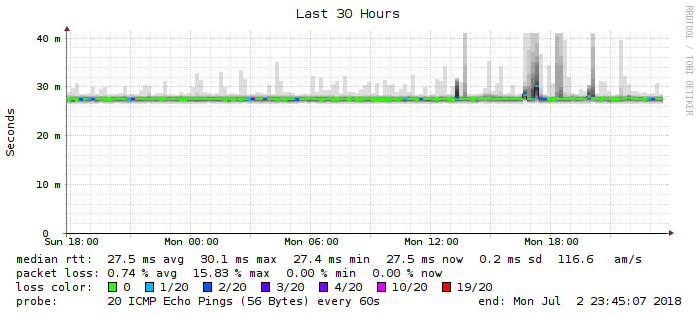 Last 30 Hours
RRDTOOL / TOBI OETIKER
Seconds
40 m
30 m
20 m
10 m
0
Sun 18:00 Mon 00:00 Mon 06:00 Mon 12:00 Mon 18:00
median rtt: 27.5 ms avg 30.1 ms max 27.4 ms min 27.5 ms now 0.2 ms sd 116.6 am/s
packet loss: 0.74 % avg 15.83 % max 0.00 % min 0.00 % now
loss color: 0 1/20 2/20 3/20 4/20 10/20 19/20
probe: 20 ICMP Echo Pings (56 Bytes) every 60s end: Mon Jul 2 23:45:07 2018